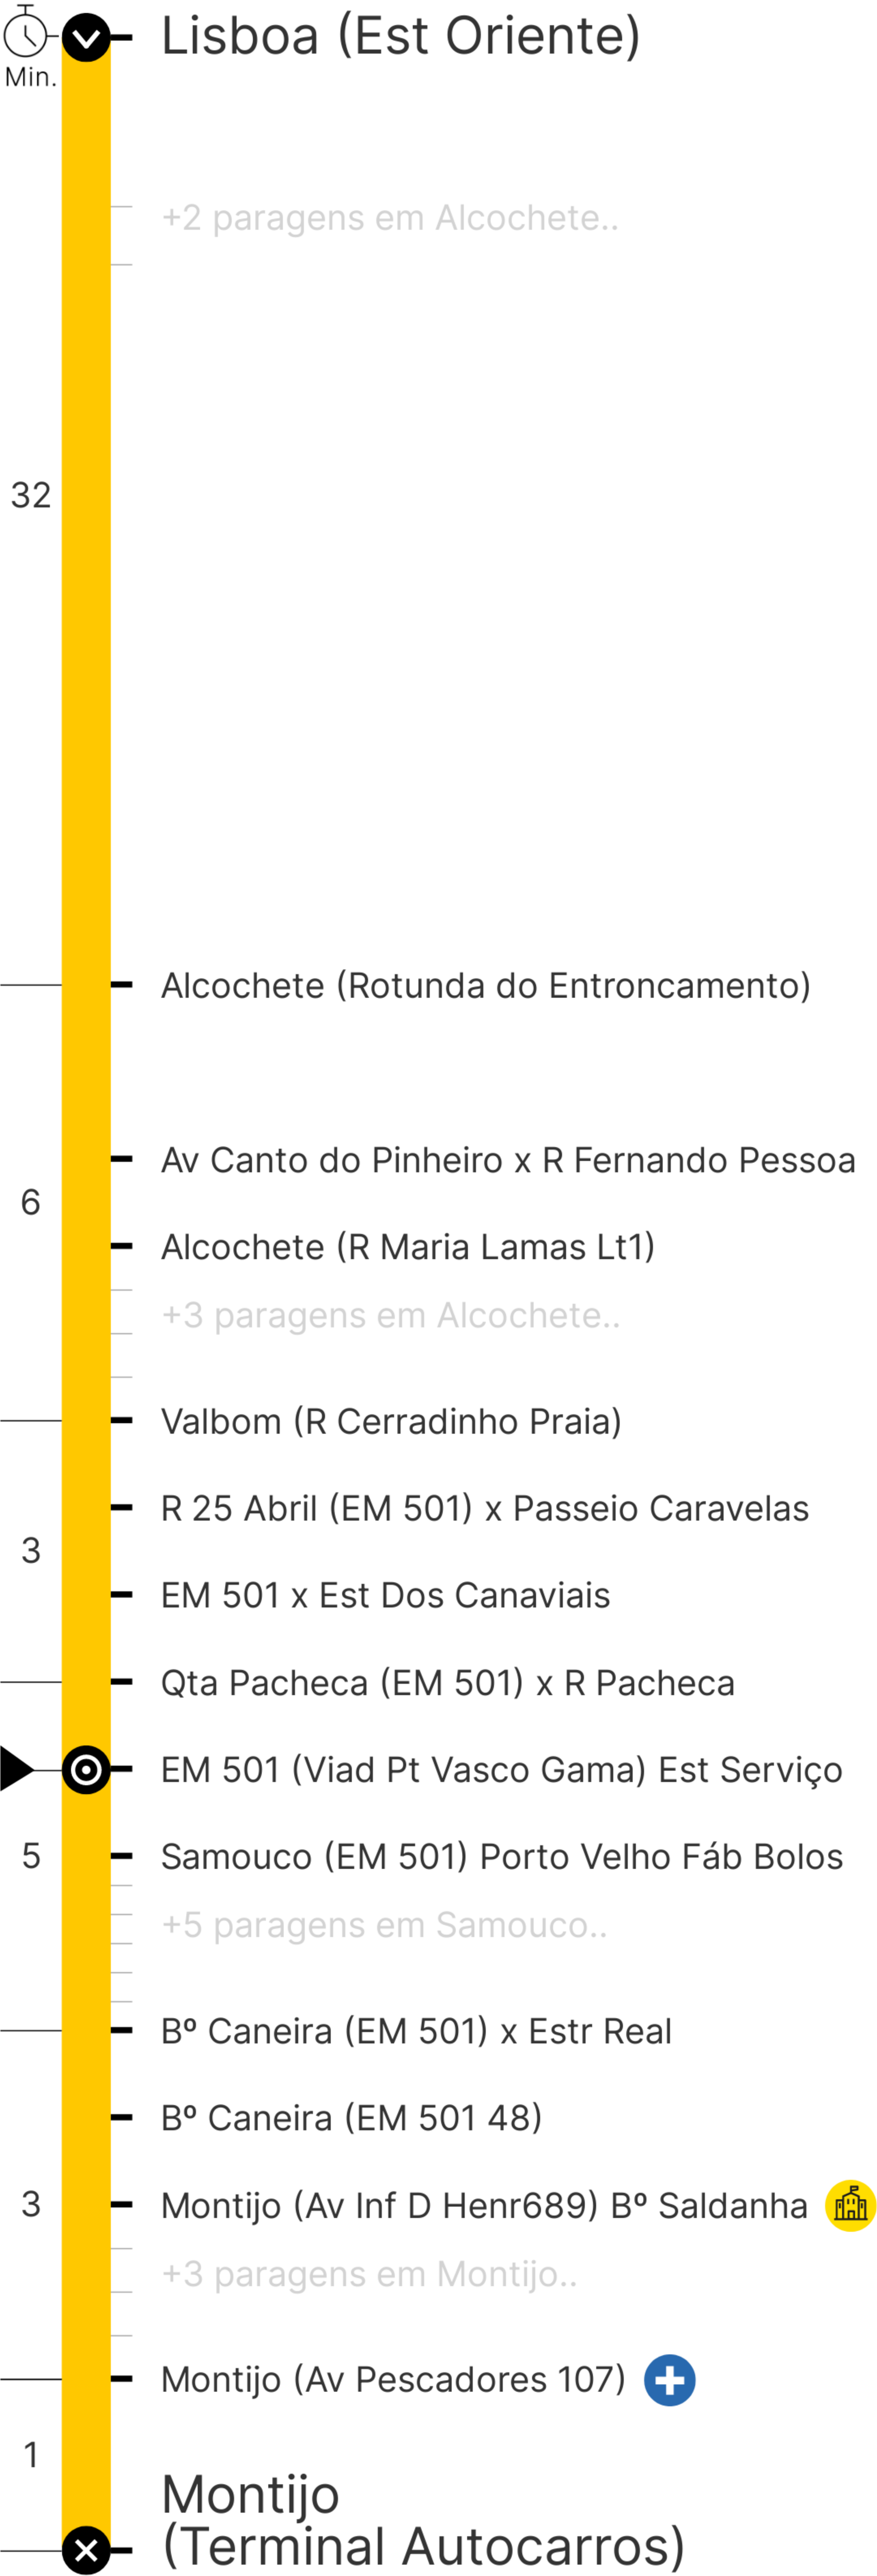 Lisboa (Est Oriente)
Min.
+2 paragens em Alcochete..
32
Alcochete (Rotunda do Entroncamento)
Av Canto do Pinheiro x R Fernando Pessoa
6
Alcochete (R Maria Lamas Lt1)
+3 paragens em Alcochete..
Valbom (R Cerradinho Praia)
R 25 Abril (EM 501) x Passeio Caravelas
3
EM 501 x Est Dos Canaviais
Qta Pacheca (EM 501) x R Pacheca
EM 501 (Viad Pt Vasco Gama) Est Serviço
5
Samouco (EM 501) Porto Velho Fáb Bolos
+5 paragens em Samouco..
Bº Caneira (EM 501) x Estr Real
Bº Caneira (EM 501 48)
3
Montijo (Av Inf D Henr689) Bº Saldanha
+3 paragens em Montijo..
Montijo (Av Pescadores 107)
1
Montijo
(Terminal Autocarros)